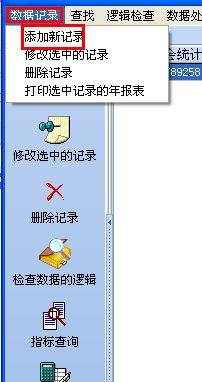 数据记录 查找 逻辑检查 数据处
添加新记录
修改选中的记录
删除记录
打印选中记录的年报表
会统计
89258
修改选中的记录
删除记录
检查数据的逻辑
指标查询